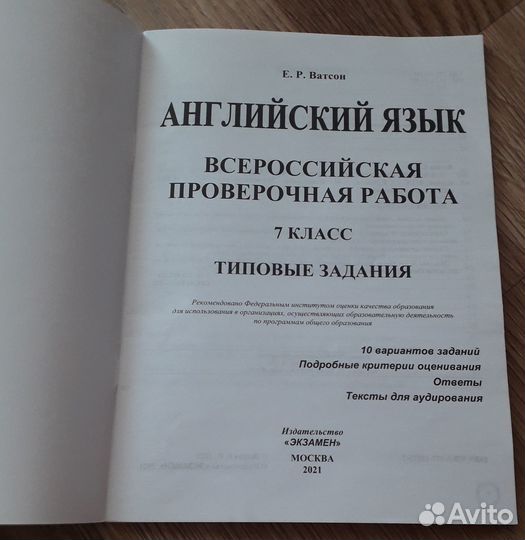 Е. Р. Ватсон
АНГЛИЙСКИЙ ЯЗЫК
ВСЕРОССИЙСКАЯ
ПРОВЕРОЧНАЯ РАБОТА
7 КЛАСС
ТИПОВЫЕ ЗАДАНИЯ
Рекомендовано Федеральным институтом оценки качества образования
для использования в организациях, осуществляющих образовательную деятельность
по программам общего образования
10 вариантов заданий
Подробные критерии оценивания
Ответы
Тексты для аудирования
Издательство
«ЭКЗАМЕН»
МОСКВА
2021
Avito